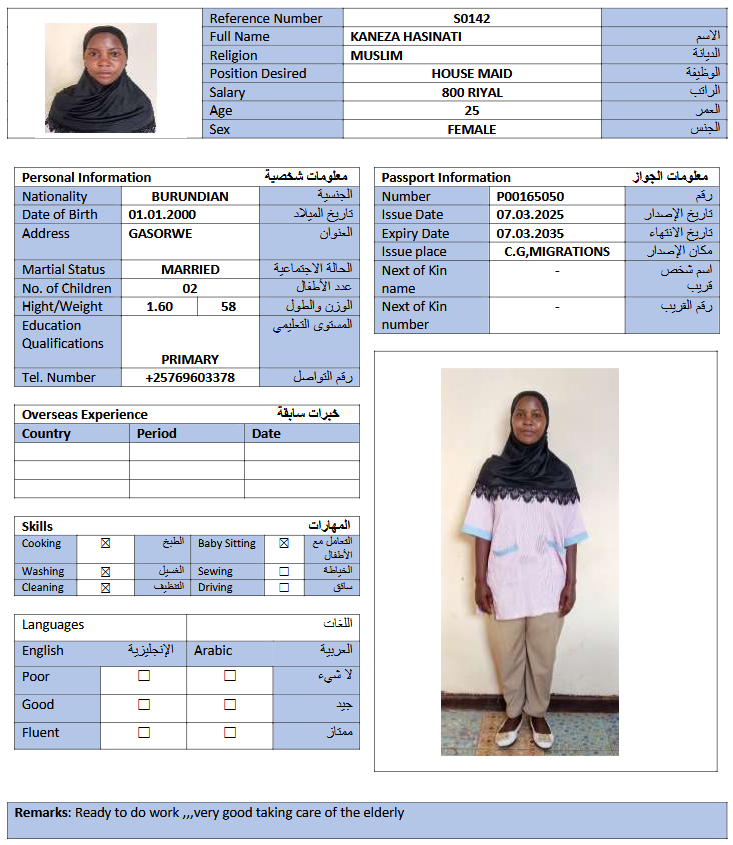 Reference Number S0142
Full Name KANEZA HASINATI الاسم
Religion MUSLIM الديانة
Position Desired HOUSE MAID الوظيفة
Salary 800 RIYAL الراتب
Age 25 العمر
Sex FEMALE الجنس
Personal Information معلومات شخصية
Nationality BURUNDIAN الجنسية
Date of Birth 01.01.2000 تاريخ الميلاد
Address GASORWE العنوان
Martial Status MARRIED الحالة الاجتماعية
No. of Children 02 عدد الأطفال
Hight/Weight 1.60 58 الوزن والطول
Education المستوى التعليمي
Qualifications
PRIMARY
Tel. Number +25769603378 رقم التواصل
Passport Information معلومات الجواز
Number P00165050 رقم
Issue Date 07.03.2025 تاريخ الإصدار
Expiry Date 07.03.2035 تاريخ الانتهاء
Issue place C.G,MIGRATIONS مكان الإصدار
Next of Kin - اسم شخص
name قريب
Next of Kin - رقم القريب
number
Overseas Experience خبرات سابقة
Country Period Date
Skills المهارات
Cooking ☒ الطبخ Baby Sitting ☒ التعامل مع
الأطفال
Washing ☒ الغسيل Sewing ☐ الخياطة
Cleaning ☒ التنظيف Driving ☐ سائق
Languages اللغات
English الإنجليزية Arabic العربية
Poor ☐ ☐ لا شيء
Good ☐ ☐ جيد
Fluent ☐ ☐ ممتاز
Remarks: Ready to do work ,,,very good taking care of the elderly